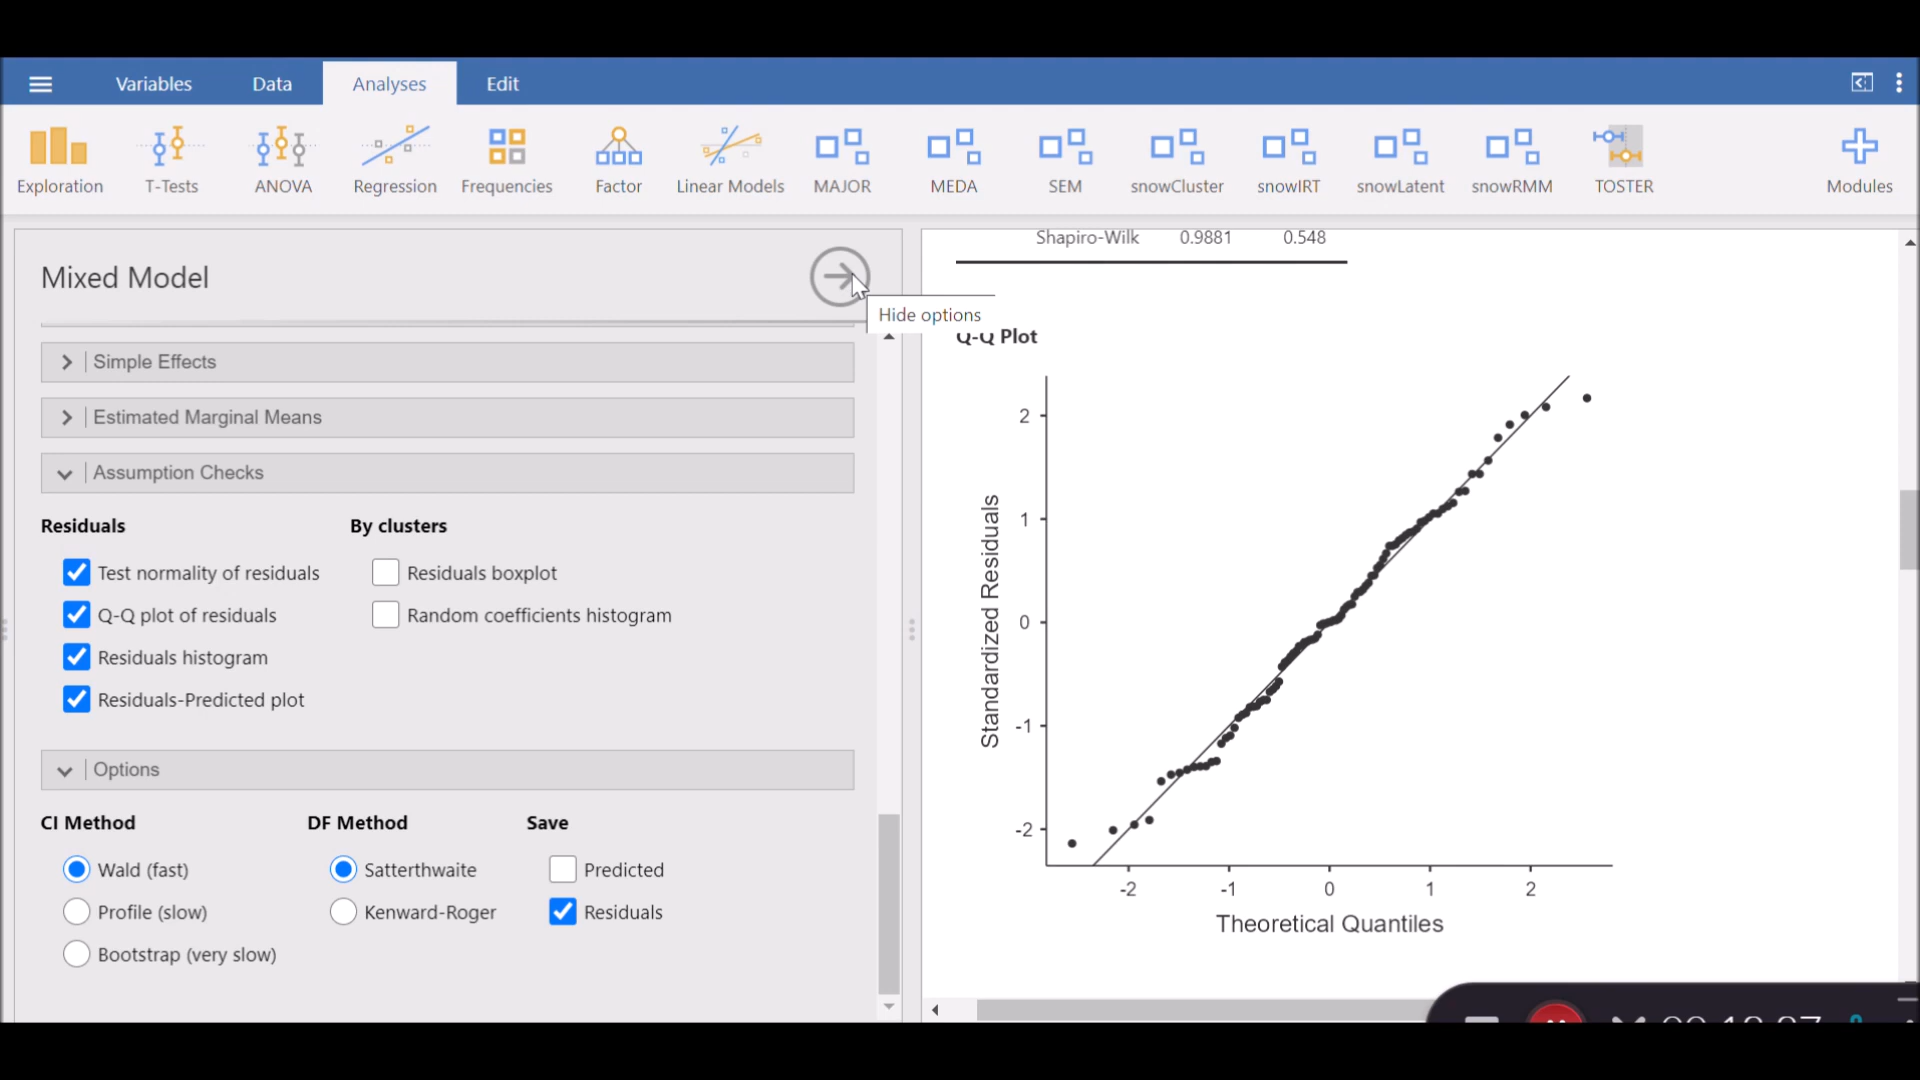 Variables Data Analyses Edit
Exploration T-Tests ANOVA Regression Frequencies Factor Linear Models MAJOR MEDA SEM snowCluster snowIRT snowLatent snowRMM TOSTER Modules
Mixed Model
Hide options
Simple Effects
Estimated Marginal Means
Assumption Checks
Residuals By clusters
Test normality of residuals Residuals boxplot
Q-Q plot of residuals Random coefficients histogram
Residuals histogram
Residuals-Predicted plot
Options
CI Method DF Method Save
Wald (fast) Satterthwaite Predicted
Profile (slow) Kenward-Roger Residuals
Bootstrap (very slow)
Shapiro-Wilk 0.9881 0.548
Q-Q Plot
Standardized Residuals
2
1
0
-1
-2
-2 -1 0 1 2
Theoretical Quantiles